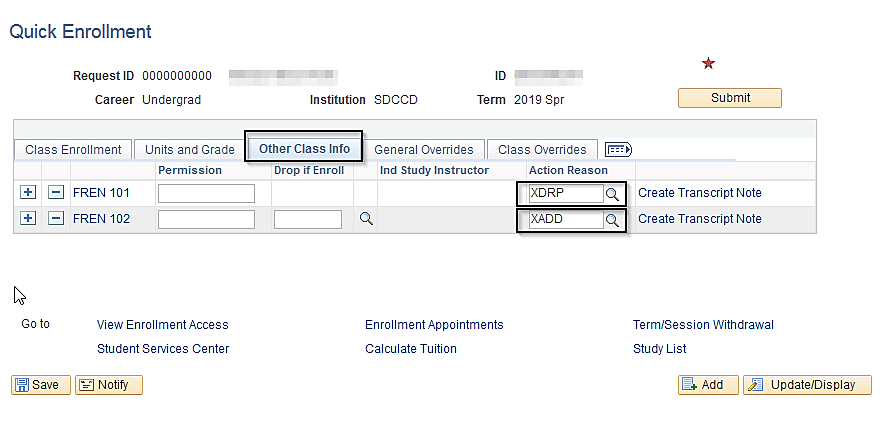 Quick Enrollment
Request ID 0000000000 ID
Career Undergrad Institution SDCCD Term 2019 Spr Submit
Class Enrollment Units and Grade Other Class Info General Overrides Class Overrides
Permission Drop if Enroll Ind Study Instructor Action Reason
FREN 101 XDRP Create Transcript Note
FREN 102 XADD Create Transcript Note
Go to View Enrollment Access Enrollment Appointments Term/Session Withdrawal
Student Services Center Calculate Tuition Study List
Save Notify Add Update/Display